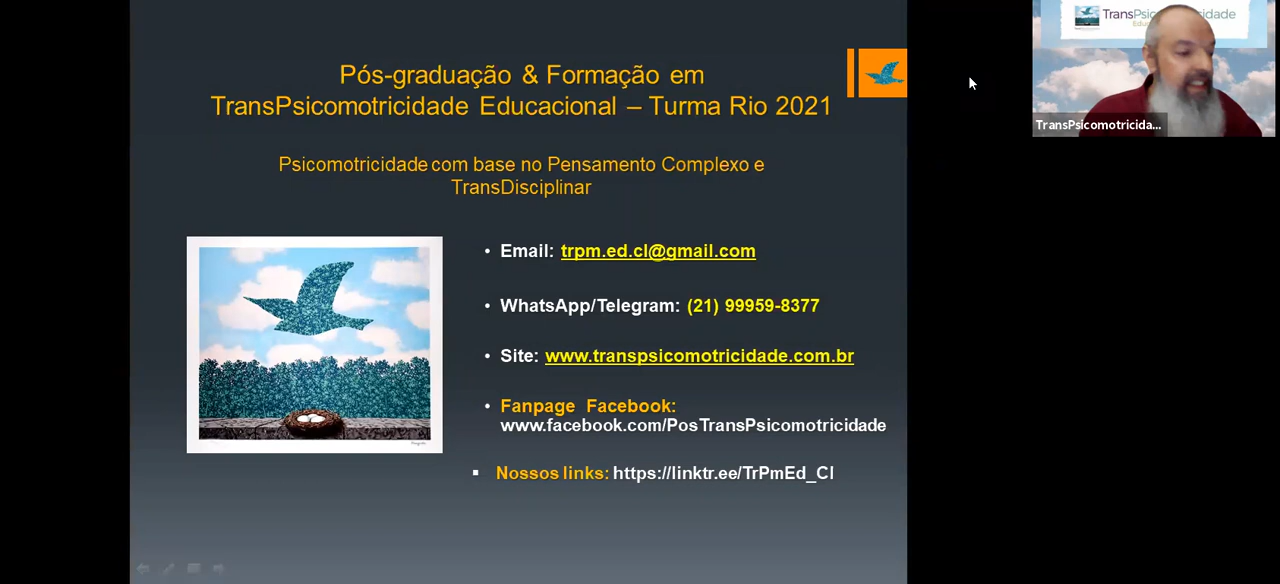 Pós-graduação & Formação em
TransPsicomotricidade Educacional – Turma Rio 2021
Psicomotricidade com base no Pensamento Complexo e
TransDisciplinar
• Email: trpm.ed.cl@gmail.com
• WhatsApp/Telegram: (21) 99959-8377
• Site: www.transpsicomotricidade.com.br
• Fanpage Facebook:
www.facebook.com/PosTransPsicomotricidade
▪ Nossos links: https://linktr.ee/TrPmEd_Cl
TransPsicomotricida...